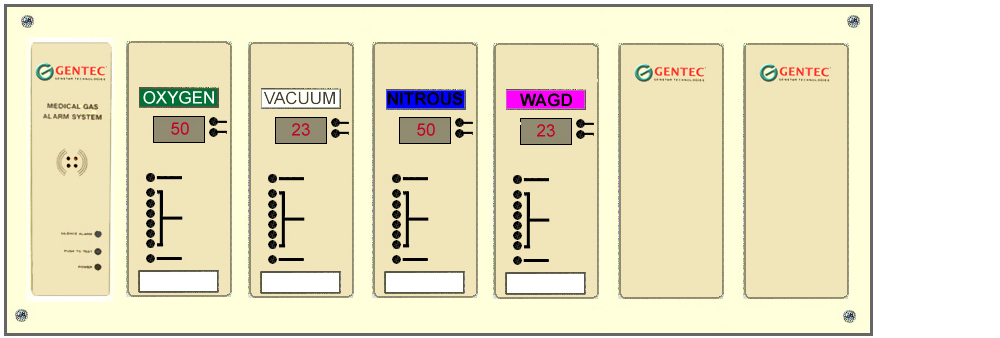 GENTEC
GENSTAR TECHNOLOGIES
MEDICAL GAS
ALARM SYSTEM
SILENCE ALARM
PUSH TO TEST
POWER
OXYGEN
50
VACUUM
23
NITROUS
50
WAGD
23
GENTEC
GENSTAR TECHNOLOGIES
GENTEC
GENSTAR TECHNOLOGIES